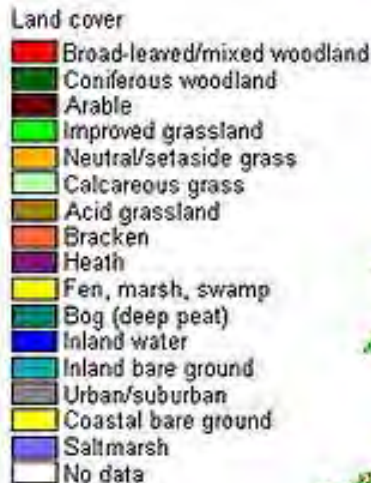 Land cover
Broad-leaved/mixed woodland
Coniferous woodland
Arable
Improved grassland
Neutral/setaside grass
Calcareous grass
Acid grassland
Bracken
Heath
Fen, marsh, swamp
Bog (deep peat)
Inland water
Inland bare ground
Urban/suburban
Coastal bare ground
Saltmarsh
No data